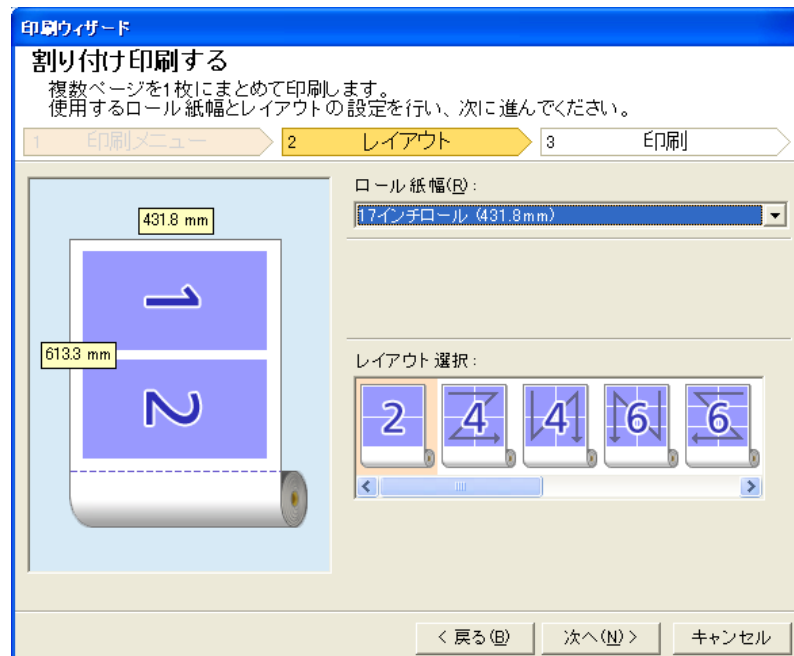 印刷ウィザード
割り付け印刷する
複数ページを1枚にまとめて印刷します。
使用するロール紙幅とレイアウトの設定を行い、次に進んでください。
1 印刷メニュー 2 レイアウト 3 印刷
ロール紙幅(R):
17インチロール (431.8mm)
431.8 mm
1
613.3 mm
2
レイアウト選択:
2 4 4 6 6
< 戻る(B) 次へ(N) > キャンセル